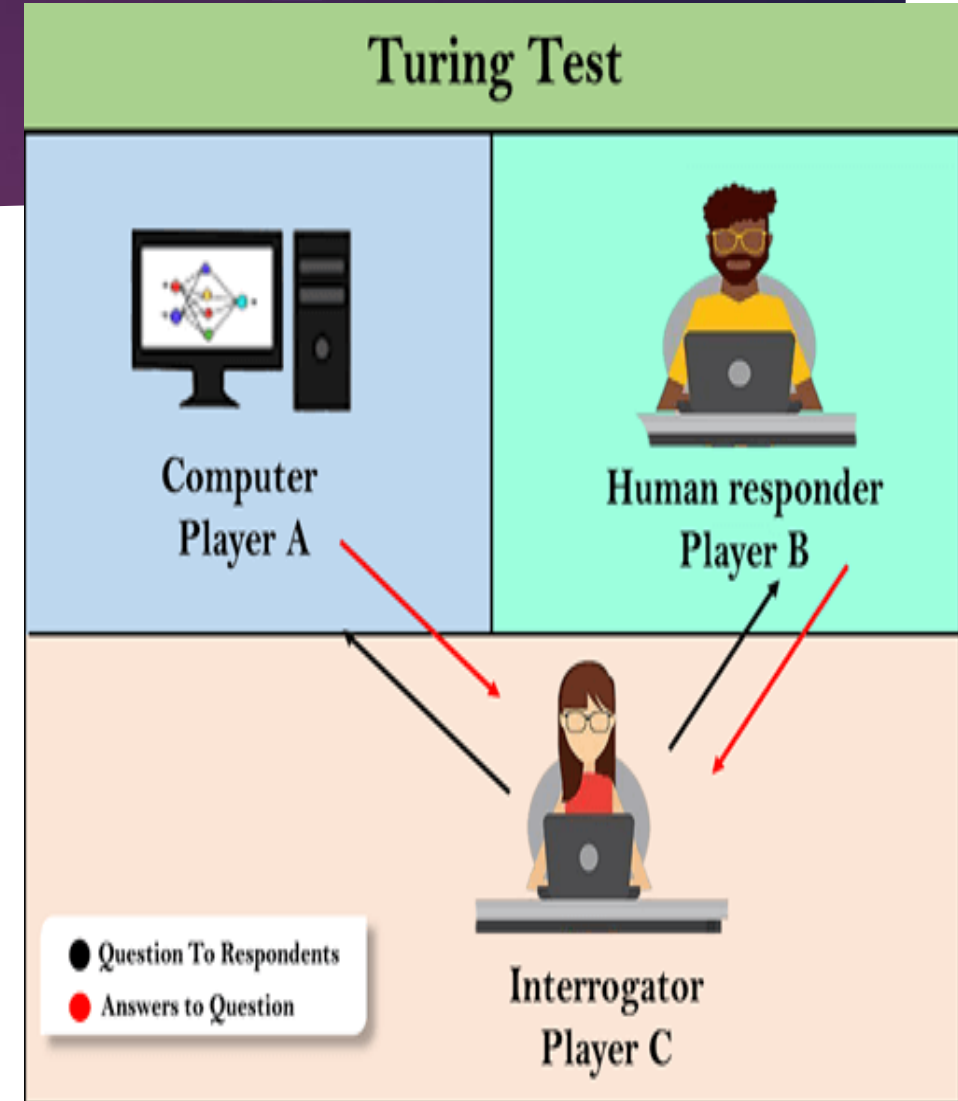 Turing Test
Computer
Player A
Human responder
Player B
Question To Respondents
Answers to Question
Interrogator
Player C